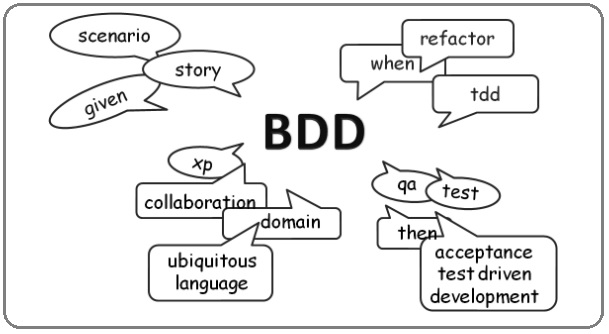 scenario
story
given
refactor
when
tdd
BDD
xp
collaboration
domain
ubiquitous
language
qa
test
then
acceptance
test driven
development